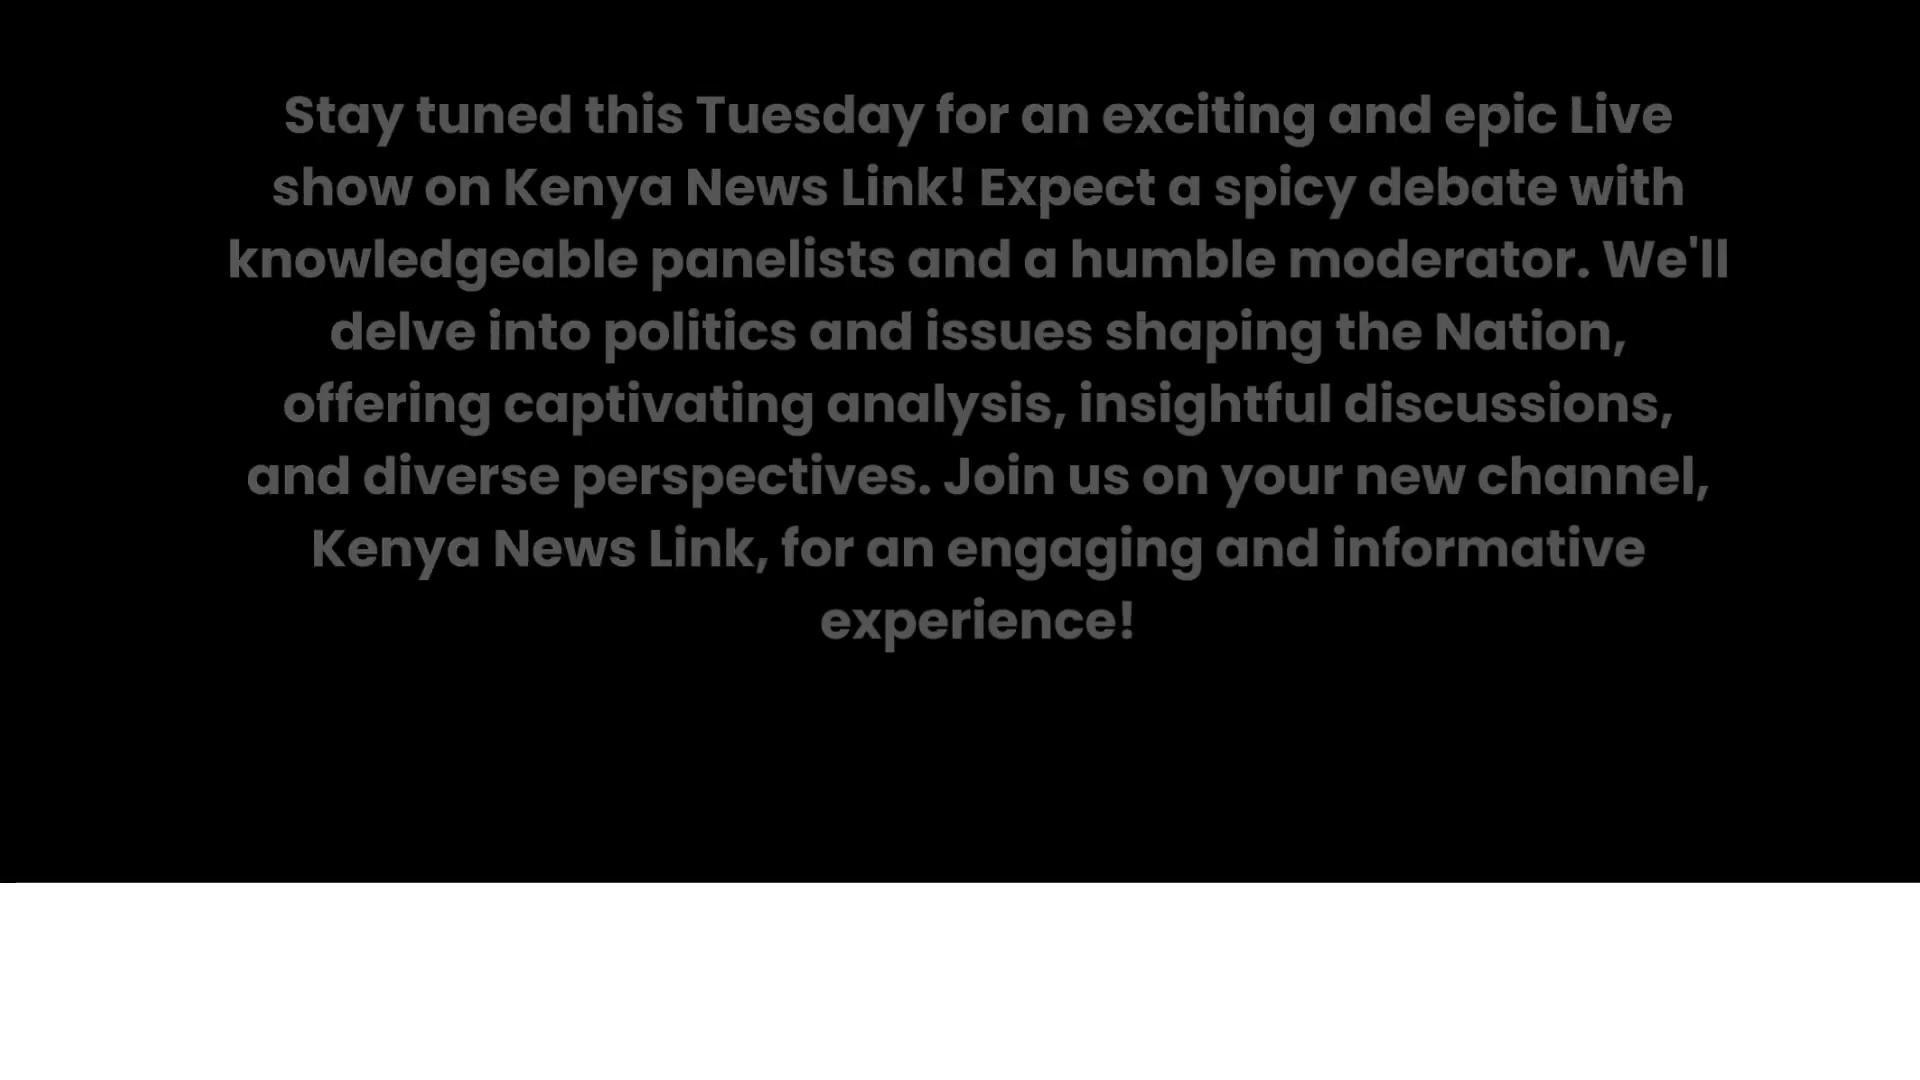 Stay tuned this Tuesday for an exciting and epic Live
show on Kenya News Link! Expect a spicy debate with
knowledgeable panelists and a humble moderator. We'll
delve into politics and issues shaping the Nation,
offering captivating analysis, insightful discussions,
and diverse perspectives. Join us on your new channel,
Kenya News Link, for an engaging and informative
experience!